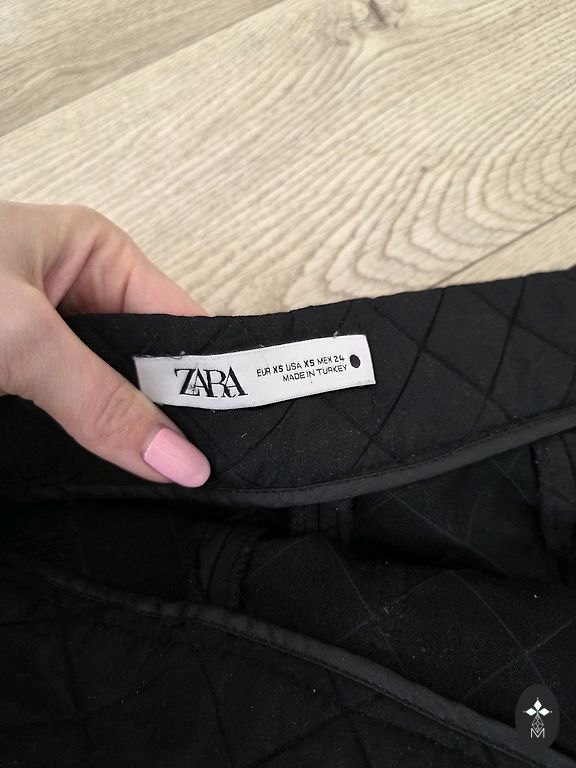 ZARA
EUR XS USA XS MEX 24
MADE IN TURKEY
M